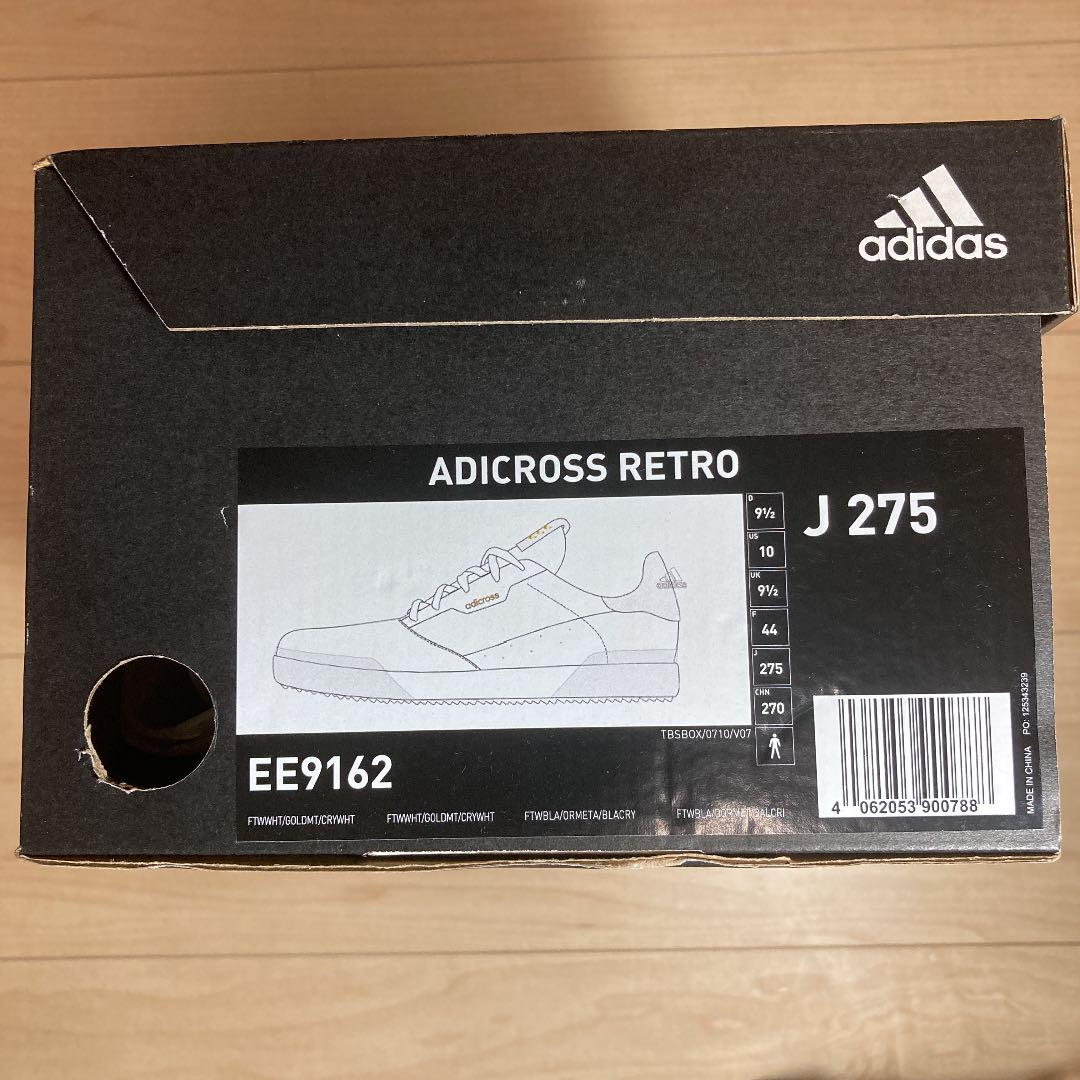 adidas
ADICROSS RETRO
J 275
D 9½
US 10
UK 9½
F 44
J 275
CHN 270
adicross
adidas
TBSBOX/0710/V07
EE9162
FTWWHT/GOLDMT/CRYWHT
FTWWHT/GOLDMT/CRYWHT
FTWBLA/ORMETA/BLACRY
4 062053 900788
MADE IN CHINA PO: 125343239